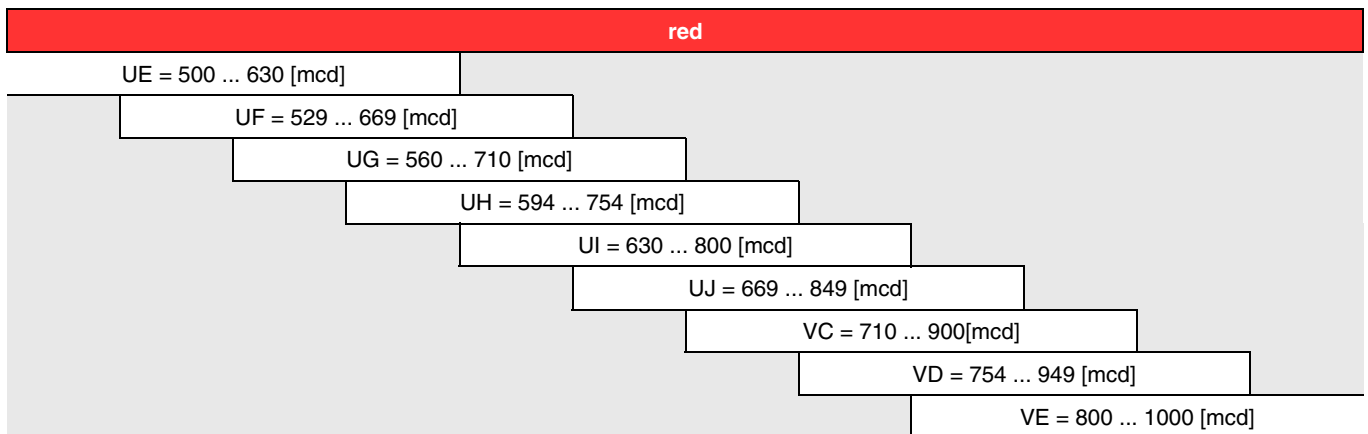 red
UE = 500 ... 630 [mcd]
UF = 529 ... 669 [mcd]
UG = 560 ... 710 [mcd]
UH = 594 ... 754 [mcd]
UI = 630 ... 800 [mcd]
UJ = 669 ... 849 [mcd]
VC = 710 ... 900[mcd]
VD = 754 ... 949 [mcd]
VE = 800 ... 1000 [mcd]